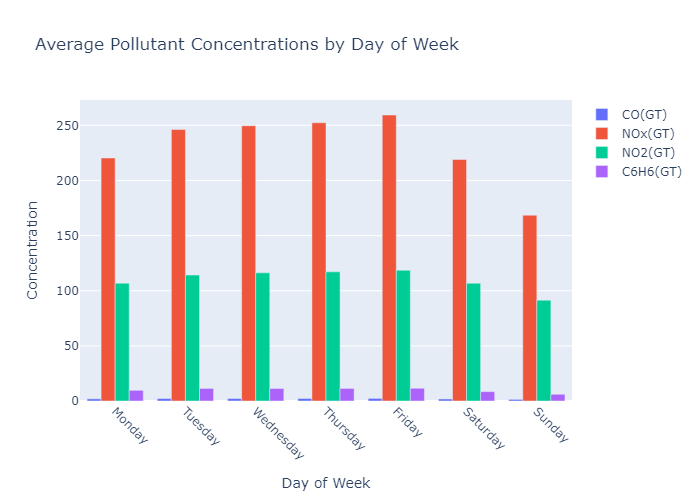 Average Pollutant Concentrations by Day of Week
CO(GT)
NOx(GT)
NO2(GT)
C6H6(GT)
Concentration
250
200
150
100
50
0
Monday
Tuesday
Wednesday
Thursday
Friday
Saturday
Sunday
Day of Week